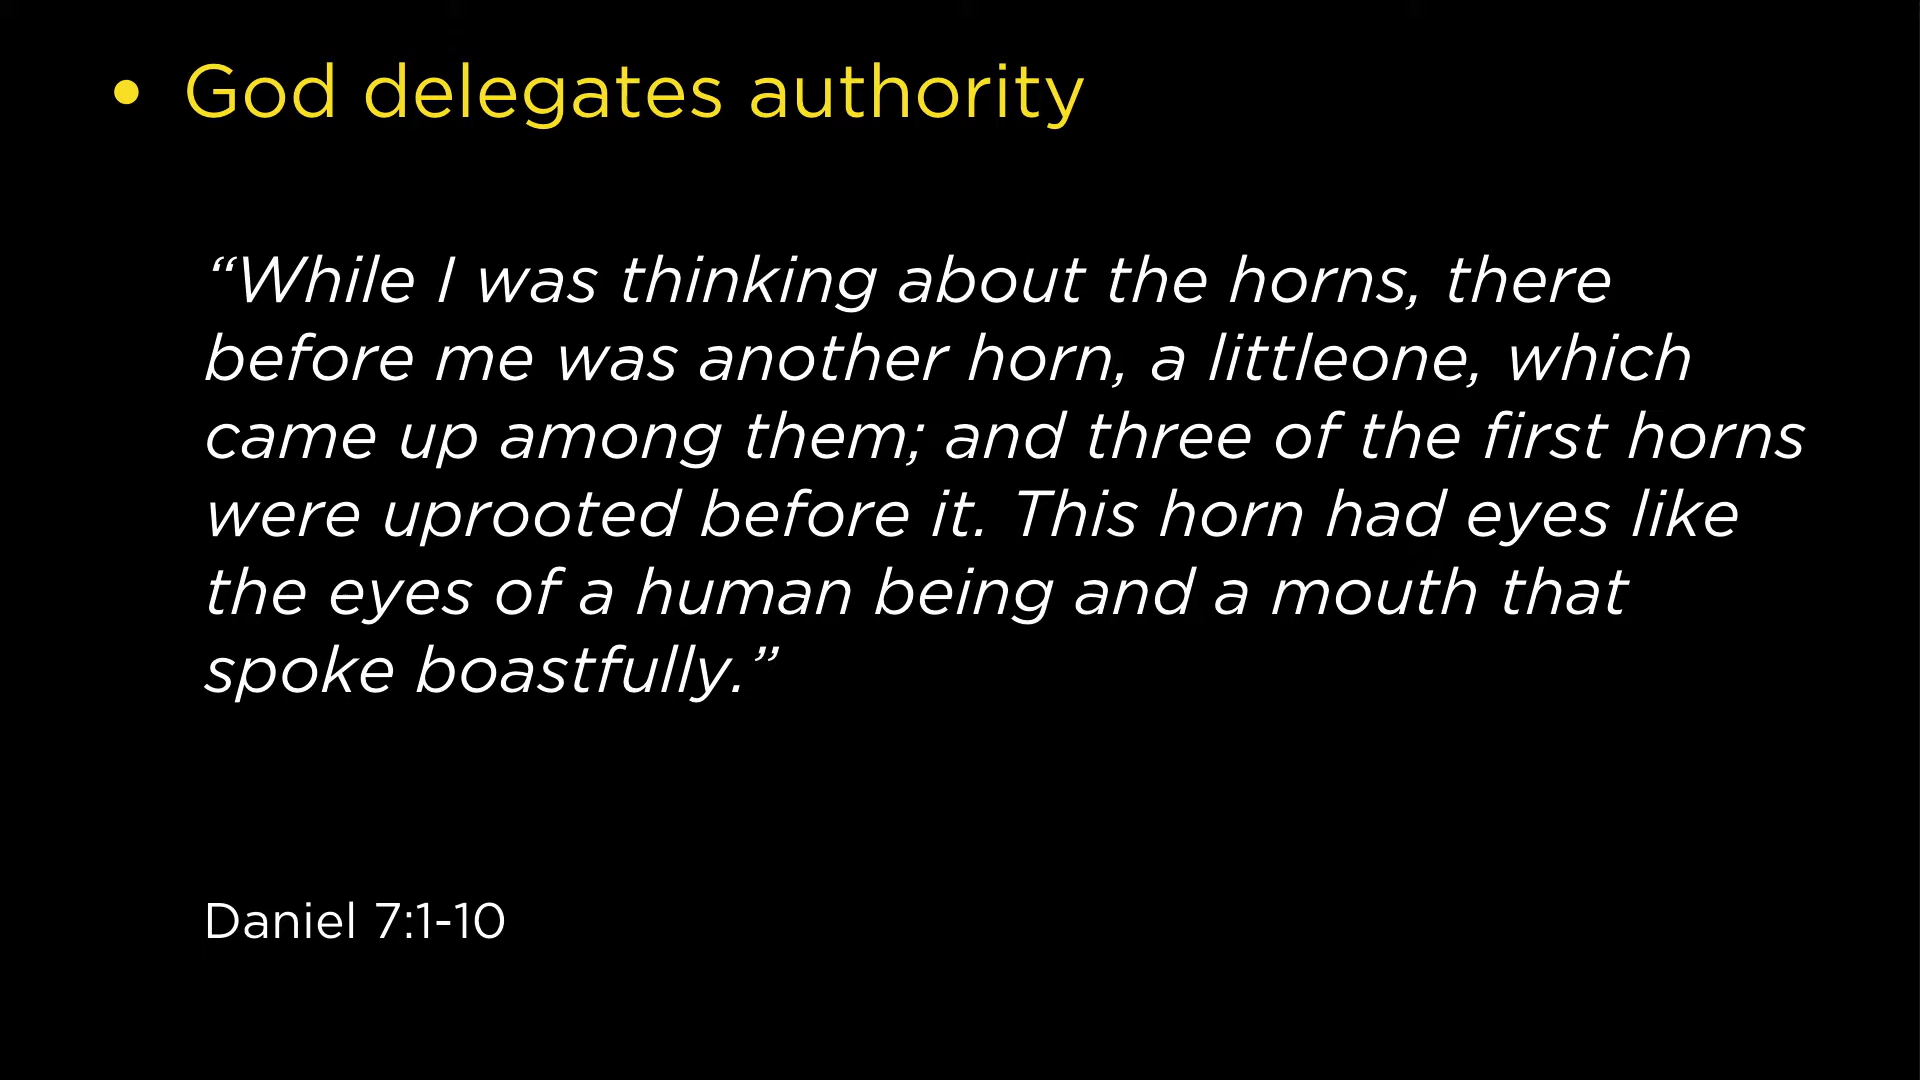 • God delegates authority
“While I was thinking about the horns, there
before me was another horn, a littleone, which
came up among them; and three of the first horns
were uprooted before it. This horn had eyes like
the eyes of a human being and a mouth that
spoke boastfully.”
Daniel 7:1-10